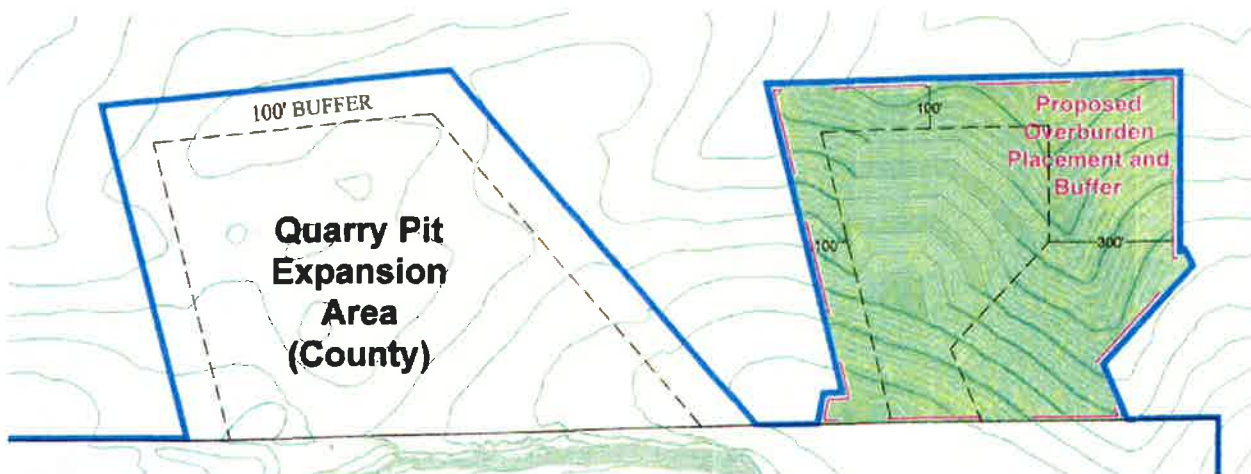 100' BUFFER
Quarry Pit
Expansion
Area
(County)
100'
Proposed
Overburden
Placement and
Buffer
100'
300'